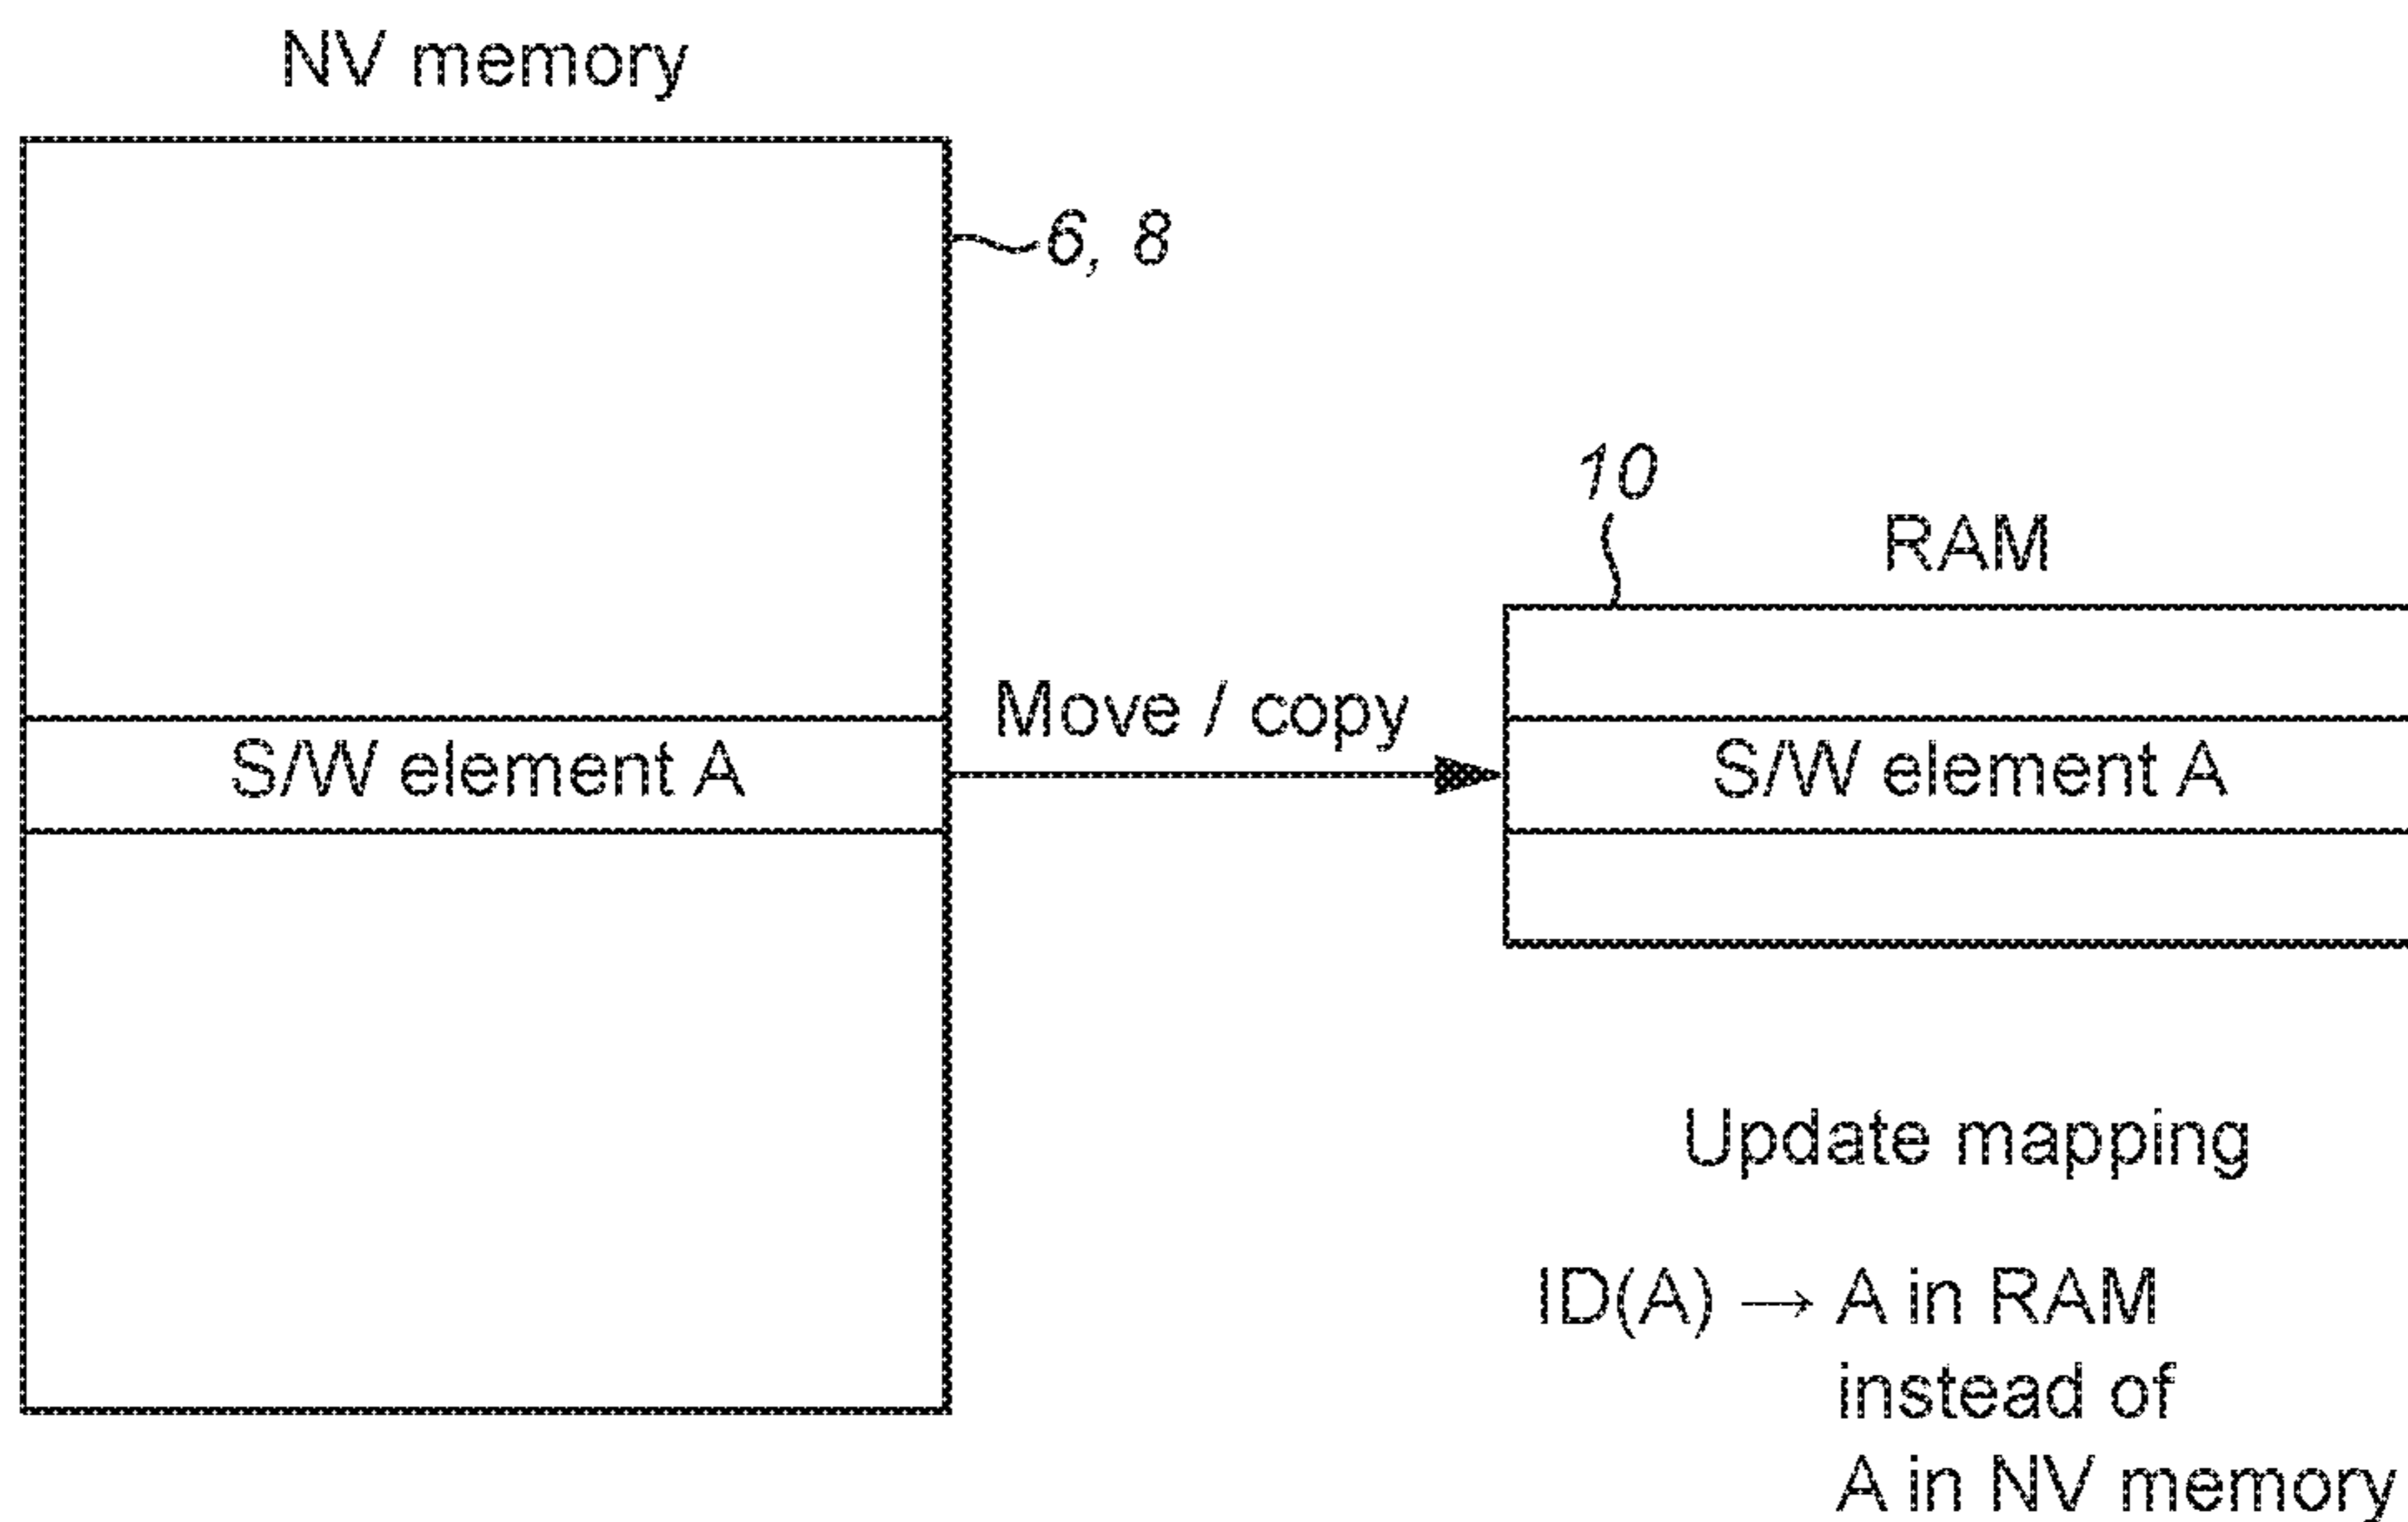 NV memory
6, 8
10
RAM
Move / copy
S/W element A
S/W element A
Update mapping
ID(A) → A in RAM
instead of
A in NV memory